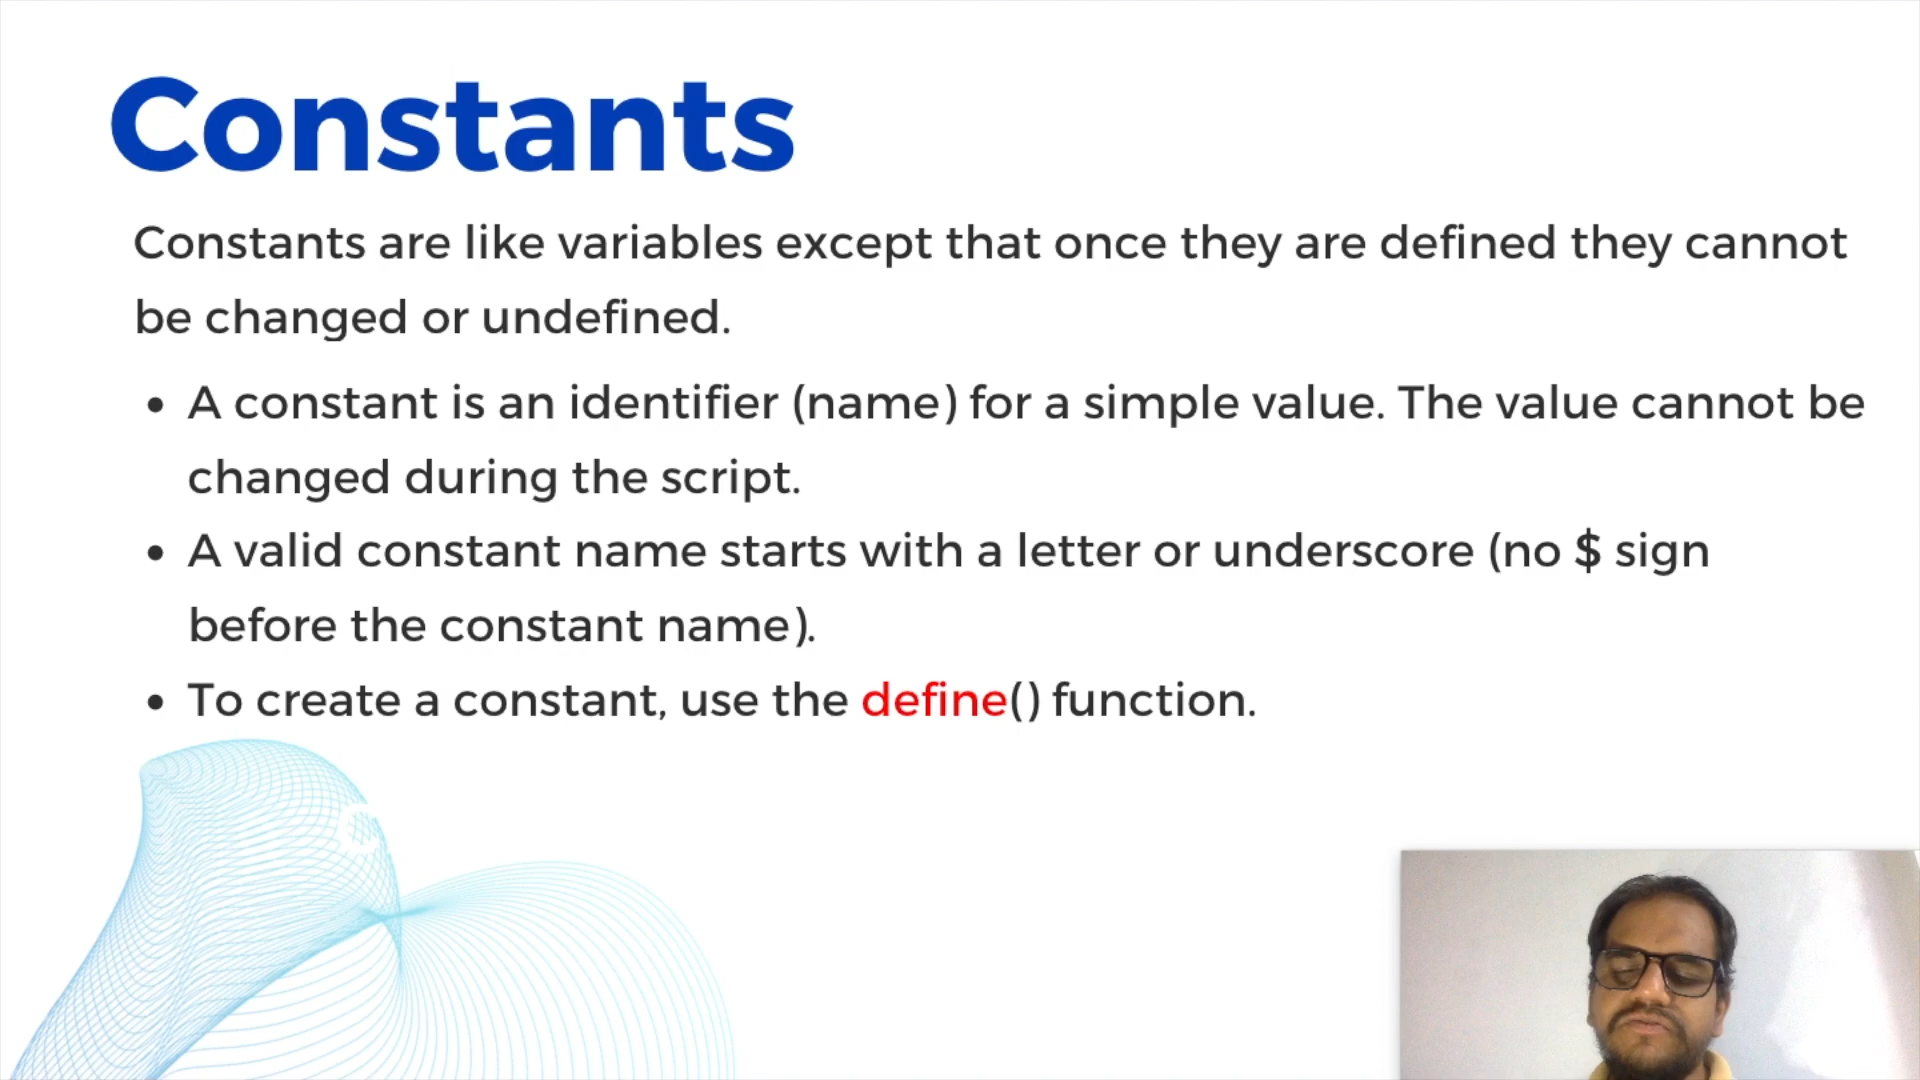 Constants
Constants are like variables except that once they are defined they cannot
be changed or undefined.
• A constant is an identifier (name) for a simple value. The value cannot be
changed during the script.
• A valid constant name starts with a letter or underscore (no $ sign
before the constant name).
• To create a constant, use the define() function.
C